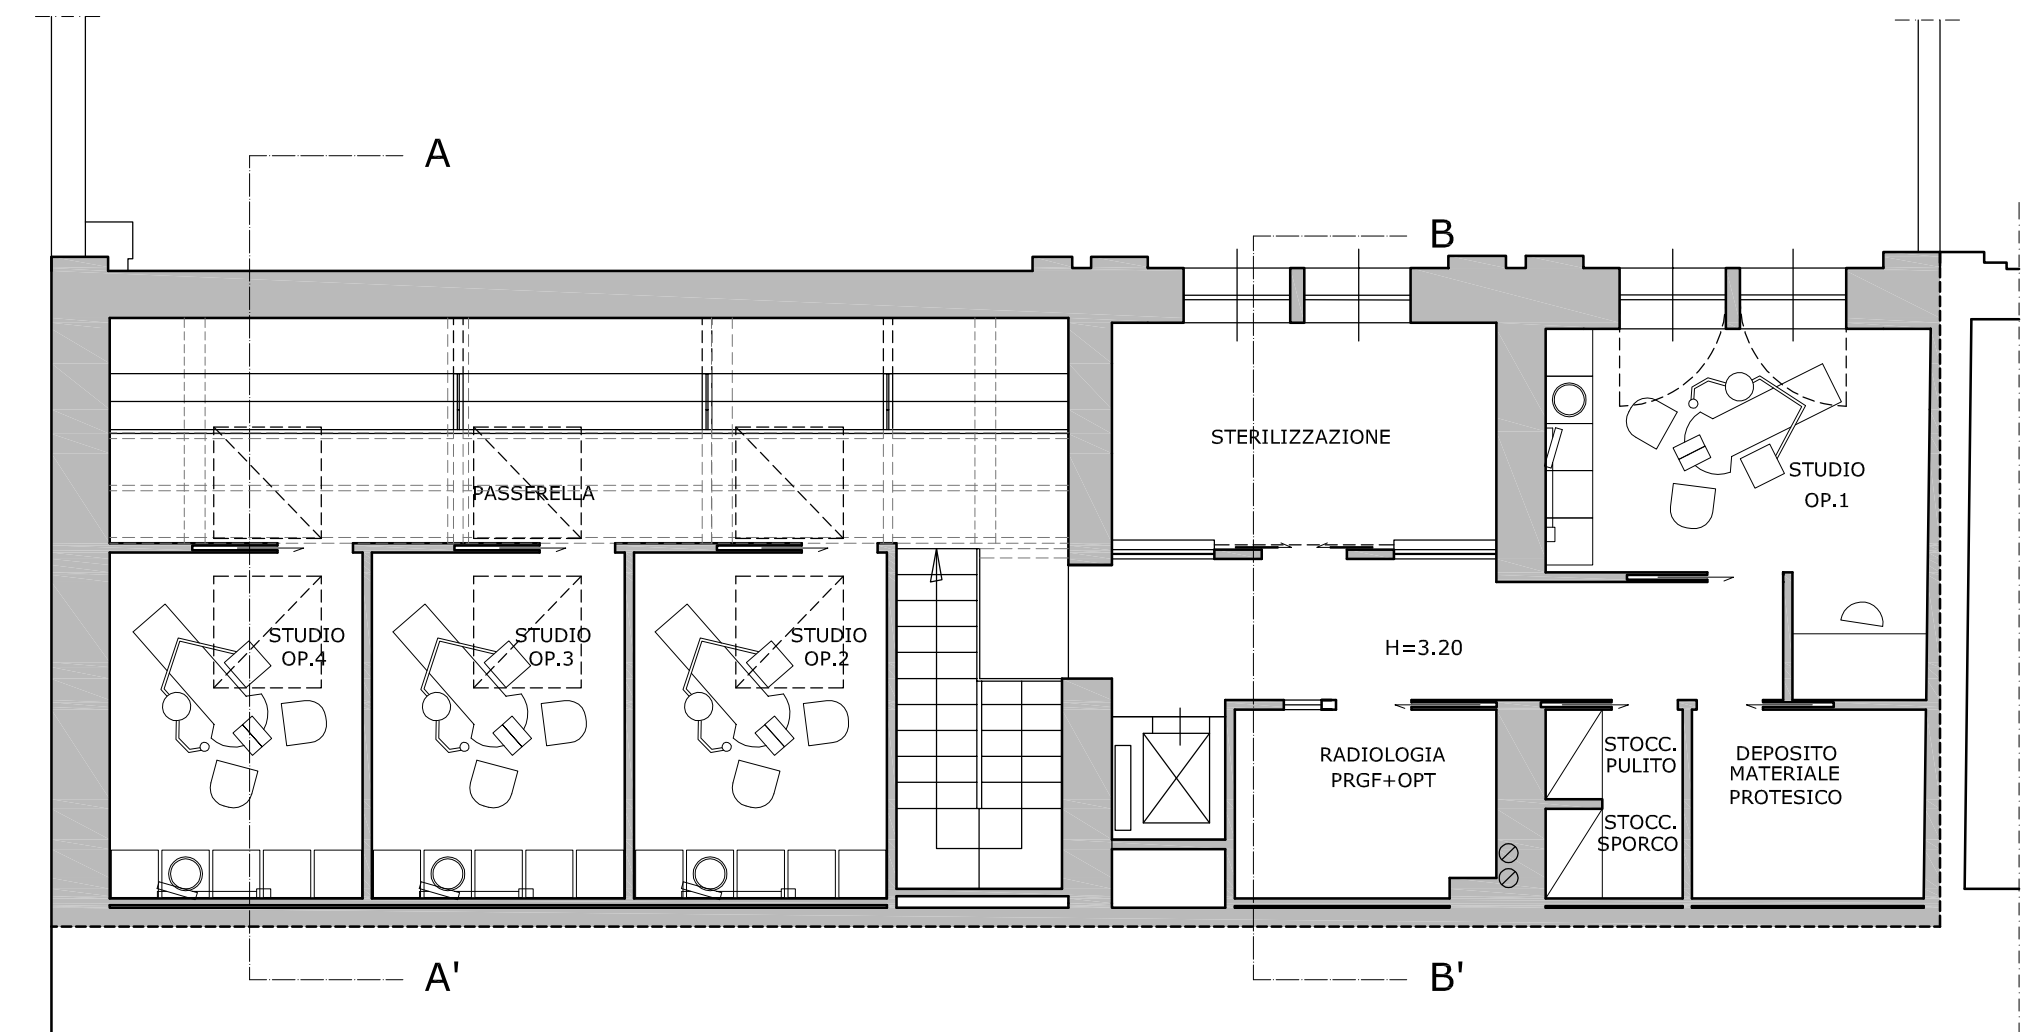 A
B
STERILIZZAZIONE
STUDIO
OP.1
PASSERELLA
STUDIO
OP.4
STUDIO
OP.3
STUDIO
OP.2
H=3.20
RADIOLOGIA
PRGF+OPT
STOCC.
PULITO
STOCC.
SPORCO
DEPOSITO
MATERIALE
PROTESICO
A'
B'